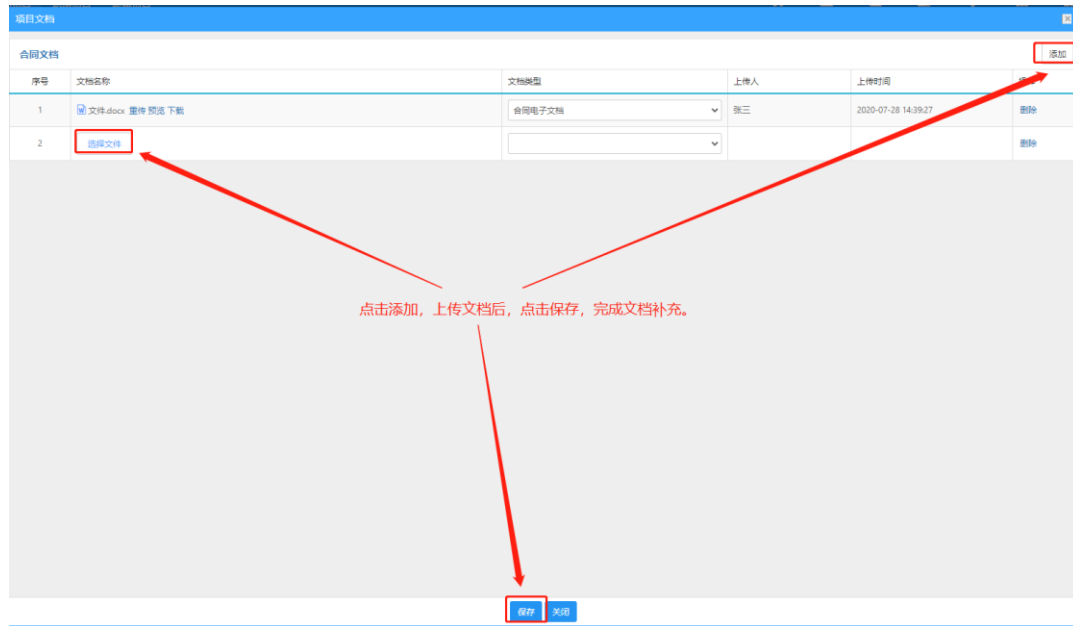 项目文档
合同文档 添加
序号 文档名称 文档类型 上传人 上传时间
1 文件.docx 重传 预览 下载 合同电子文档 张三 2020-07-28 14:39:27 删除
2 选择文件 删除
点击添加，上传文档后，点击保存，完成文档补充。
保存 关闭